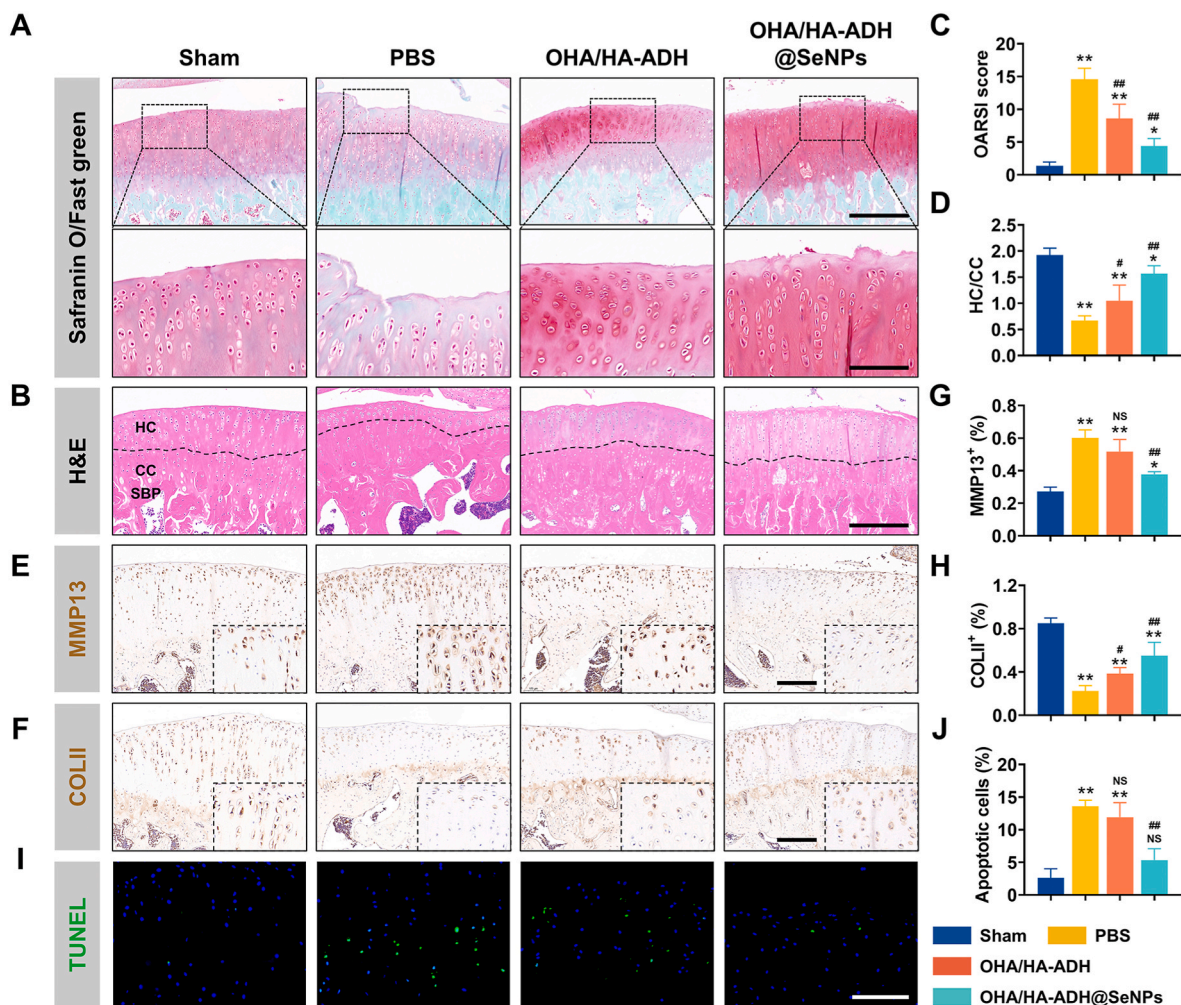 A
Sham
PBS
OHA/HA-ADH
OHA/HA-ADH
@SeNPs
Safranin O/Fast green
B
H&E
HC
CC
SBP
E
MMP13
F
COLII
I
TUNEL
C
OARSI score
20
15
10
5
0
**
##
**
##
*
D
HC/CC
2.5
2.0
1.5
1.0
0.5
0.0
**
#
**
##
*
G
MMP13+ (%)
0.8
0.6
0.4
0.2
0.0
**
NS
**
##
*
H
COLII+ (%)
1.2
0.8
0.4
0.0
**
#
**
##
**
J
Apoptotic cells (%)
20
15
10
5
0
**
NS
**
##
NS
Sham
PBS
OHA/HA-ADH
OHA/HA-ADH@SeNPs